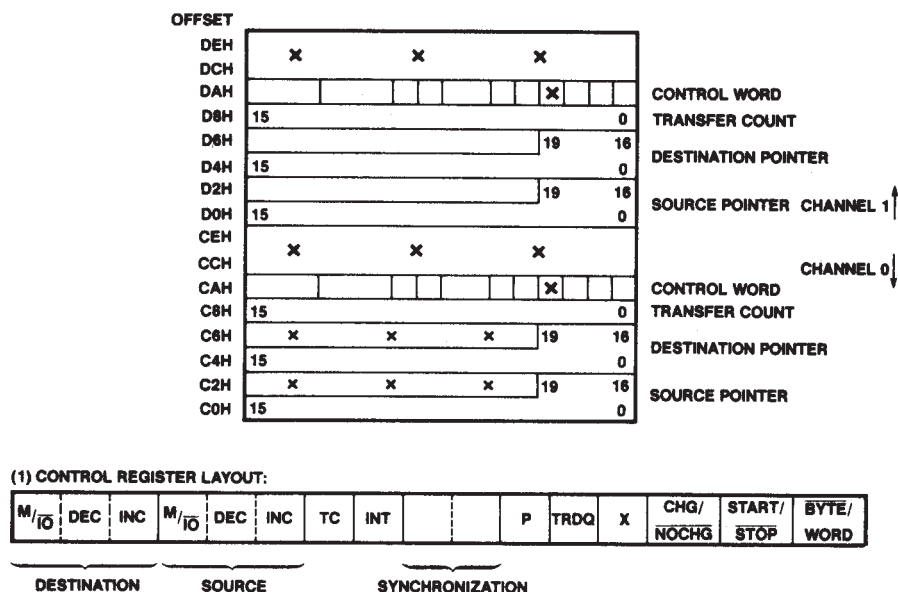 OFFSET
DEH
DCH
DAH CONTROL WORD
D8H 15 0 TRANSFER COUNT
D6H 19 16
DESTINATION POINTER
D4H 15 0
D2H 19 16
SOURCE POINTER CHANNEL 1
D0H 15 0
CEH
CCH CHANNEL 0
CAH X CONTROL WORD
C8H 15 0 TRANSFER COUNT
C6H X X X 19 16
DESTINATION POINTER
C4H 15 0
C2H X X X 19 16
SOURCE POINTER
C0H 15 0
(1) CONTROL REGISTER LAYOUT:
M/IO DEC INC M/IO DEC INC TC INT P TRDQ X CHG/ START/ BYTE/
NOCHG STOP WORD
DESTINATION SOURCE SYNCHRONIZATION